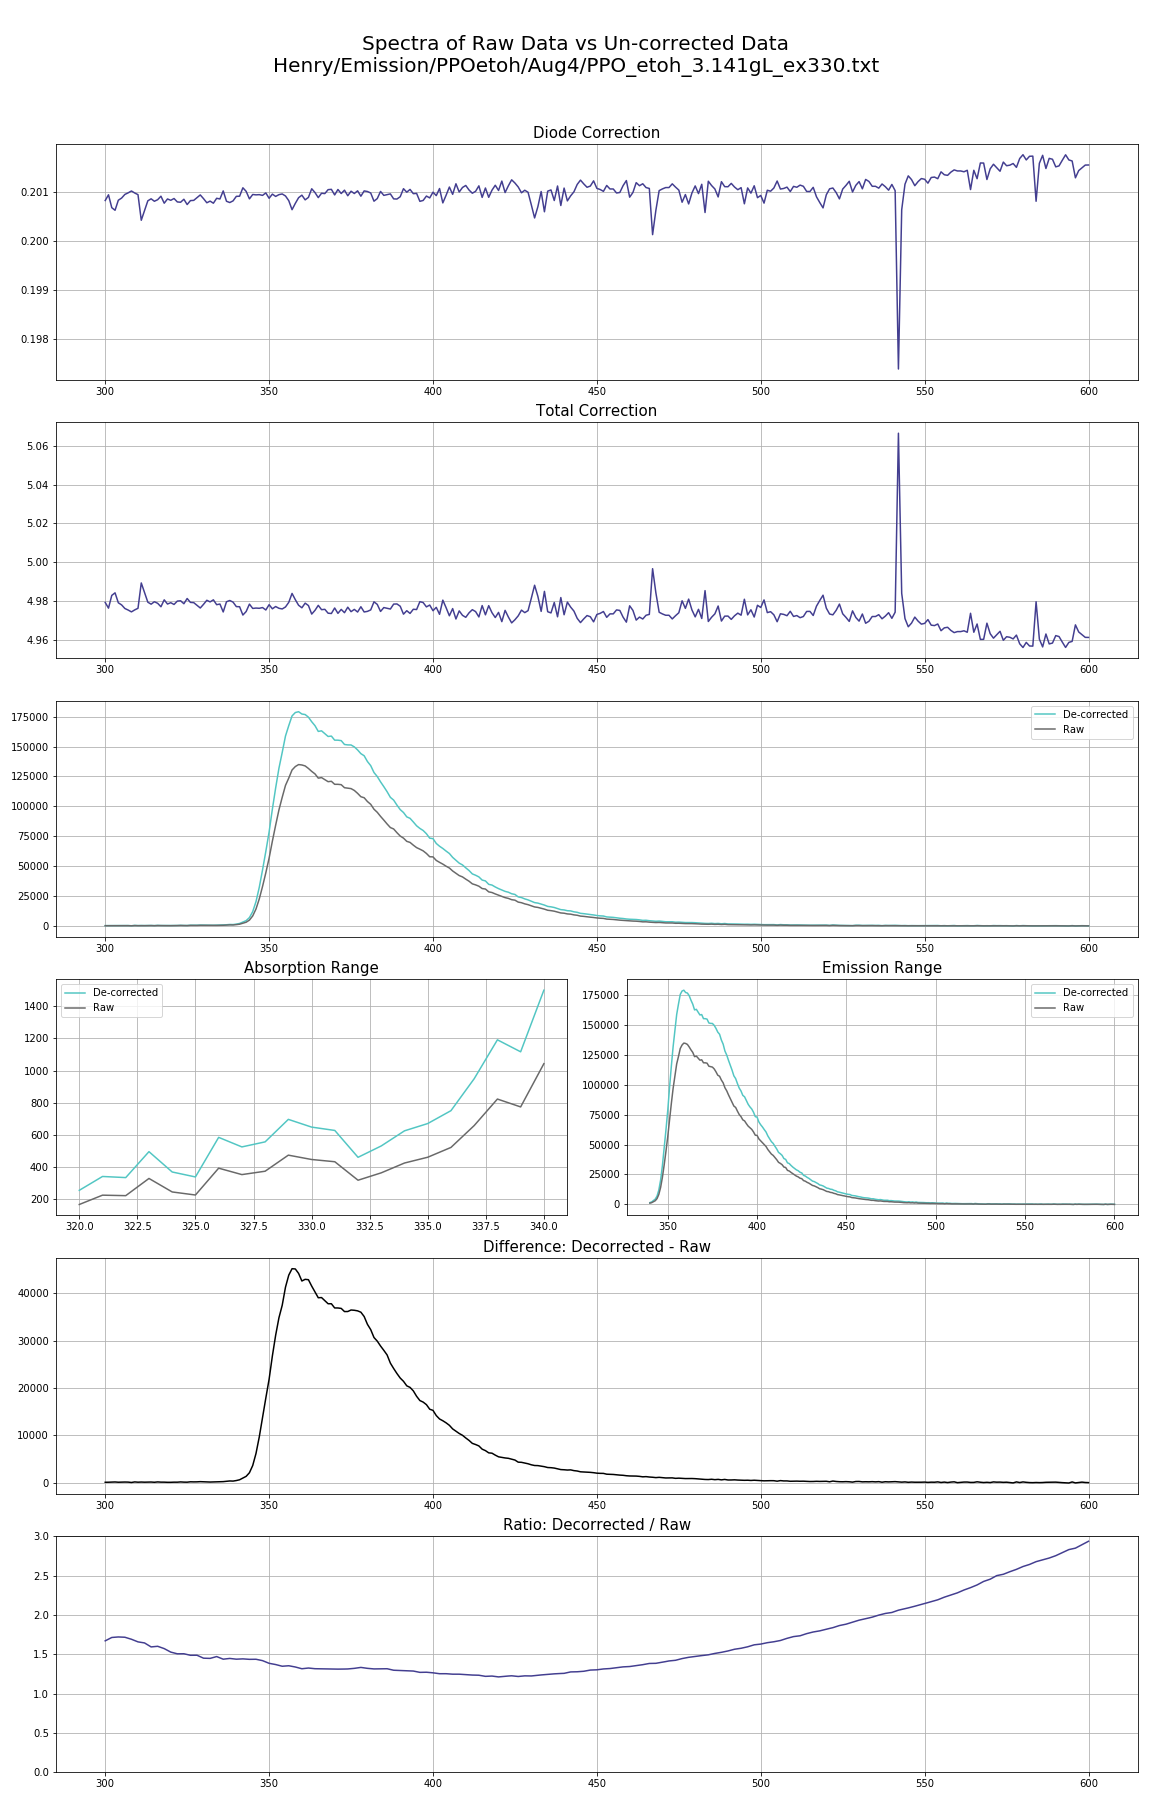 Spectra of Raw Data vs Un-corrected Data
Henry/Emission/PPOetoh/Aug4/PPO_etoh_3.141gL_ex330.txt
Diode Correction
0.201
0.200
0.199
0.198
300 350 400 450 500 550 600
Total Correction
5.06
5.04
5.02
5.00
4.98
4.96
300 350 400 450 500 550 600
De-corrected
Raw
175000
150000
125000
100000
75000
50000
25000
0
300 350 400 450 500 550 600
Absorption Range
De-corrected
Raw
1400
1200
1000
800
600
400
200
320.0 322.5 325.0 327.5 330.0 332.5 335.0 337.5 340.0
Emission Range
De-corrected
Raw
175000
150000
125000
100000
75000
50000
25000
0
350 400 450 500 550 600
Difference: Decorrected - Raw
40000
30000
20000
10000
0
300 350 400 450 500 550 600
Ratio: Decorrected / Raw
3.0
2.5
2.0
1.5
1.0
0.5
0.0
300 350 400 450 500 550 600